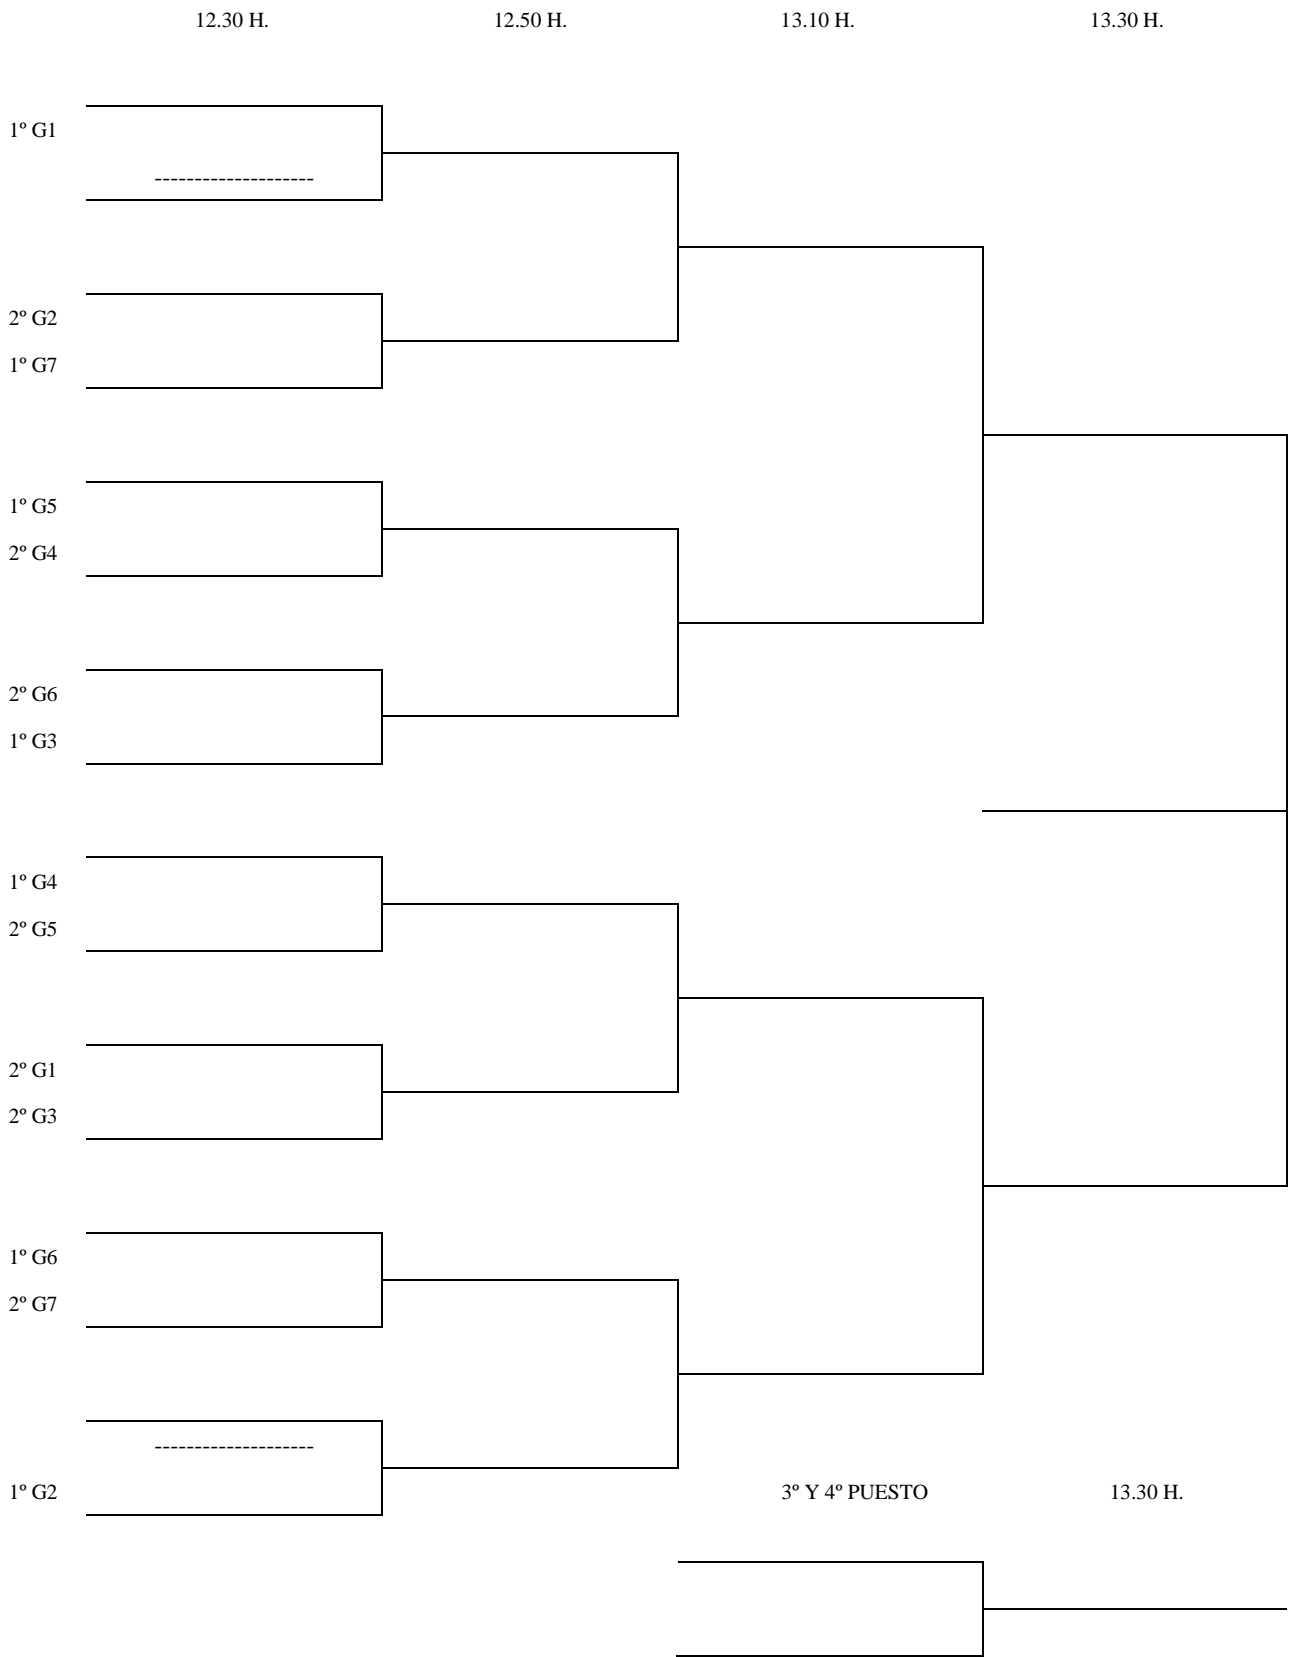 12.30 H. 12.50 H. 13.10 H. 13.30 H.
1º G1
--------------------
2º G2
1º G7
1º G5
2º G4
2º G6
1º G3
1º G4
2º G5
2º G1
2º G3
1º G6
2º G7
--------------------
1º G2 3º Y 4º PUESTO 13.30 H.